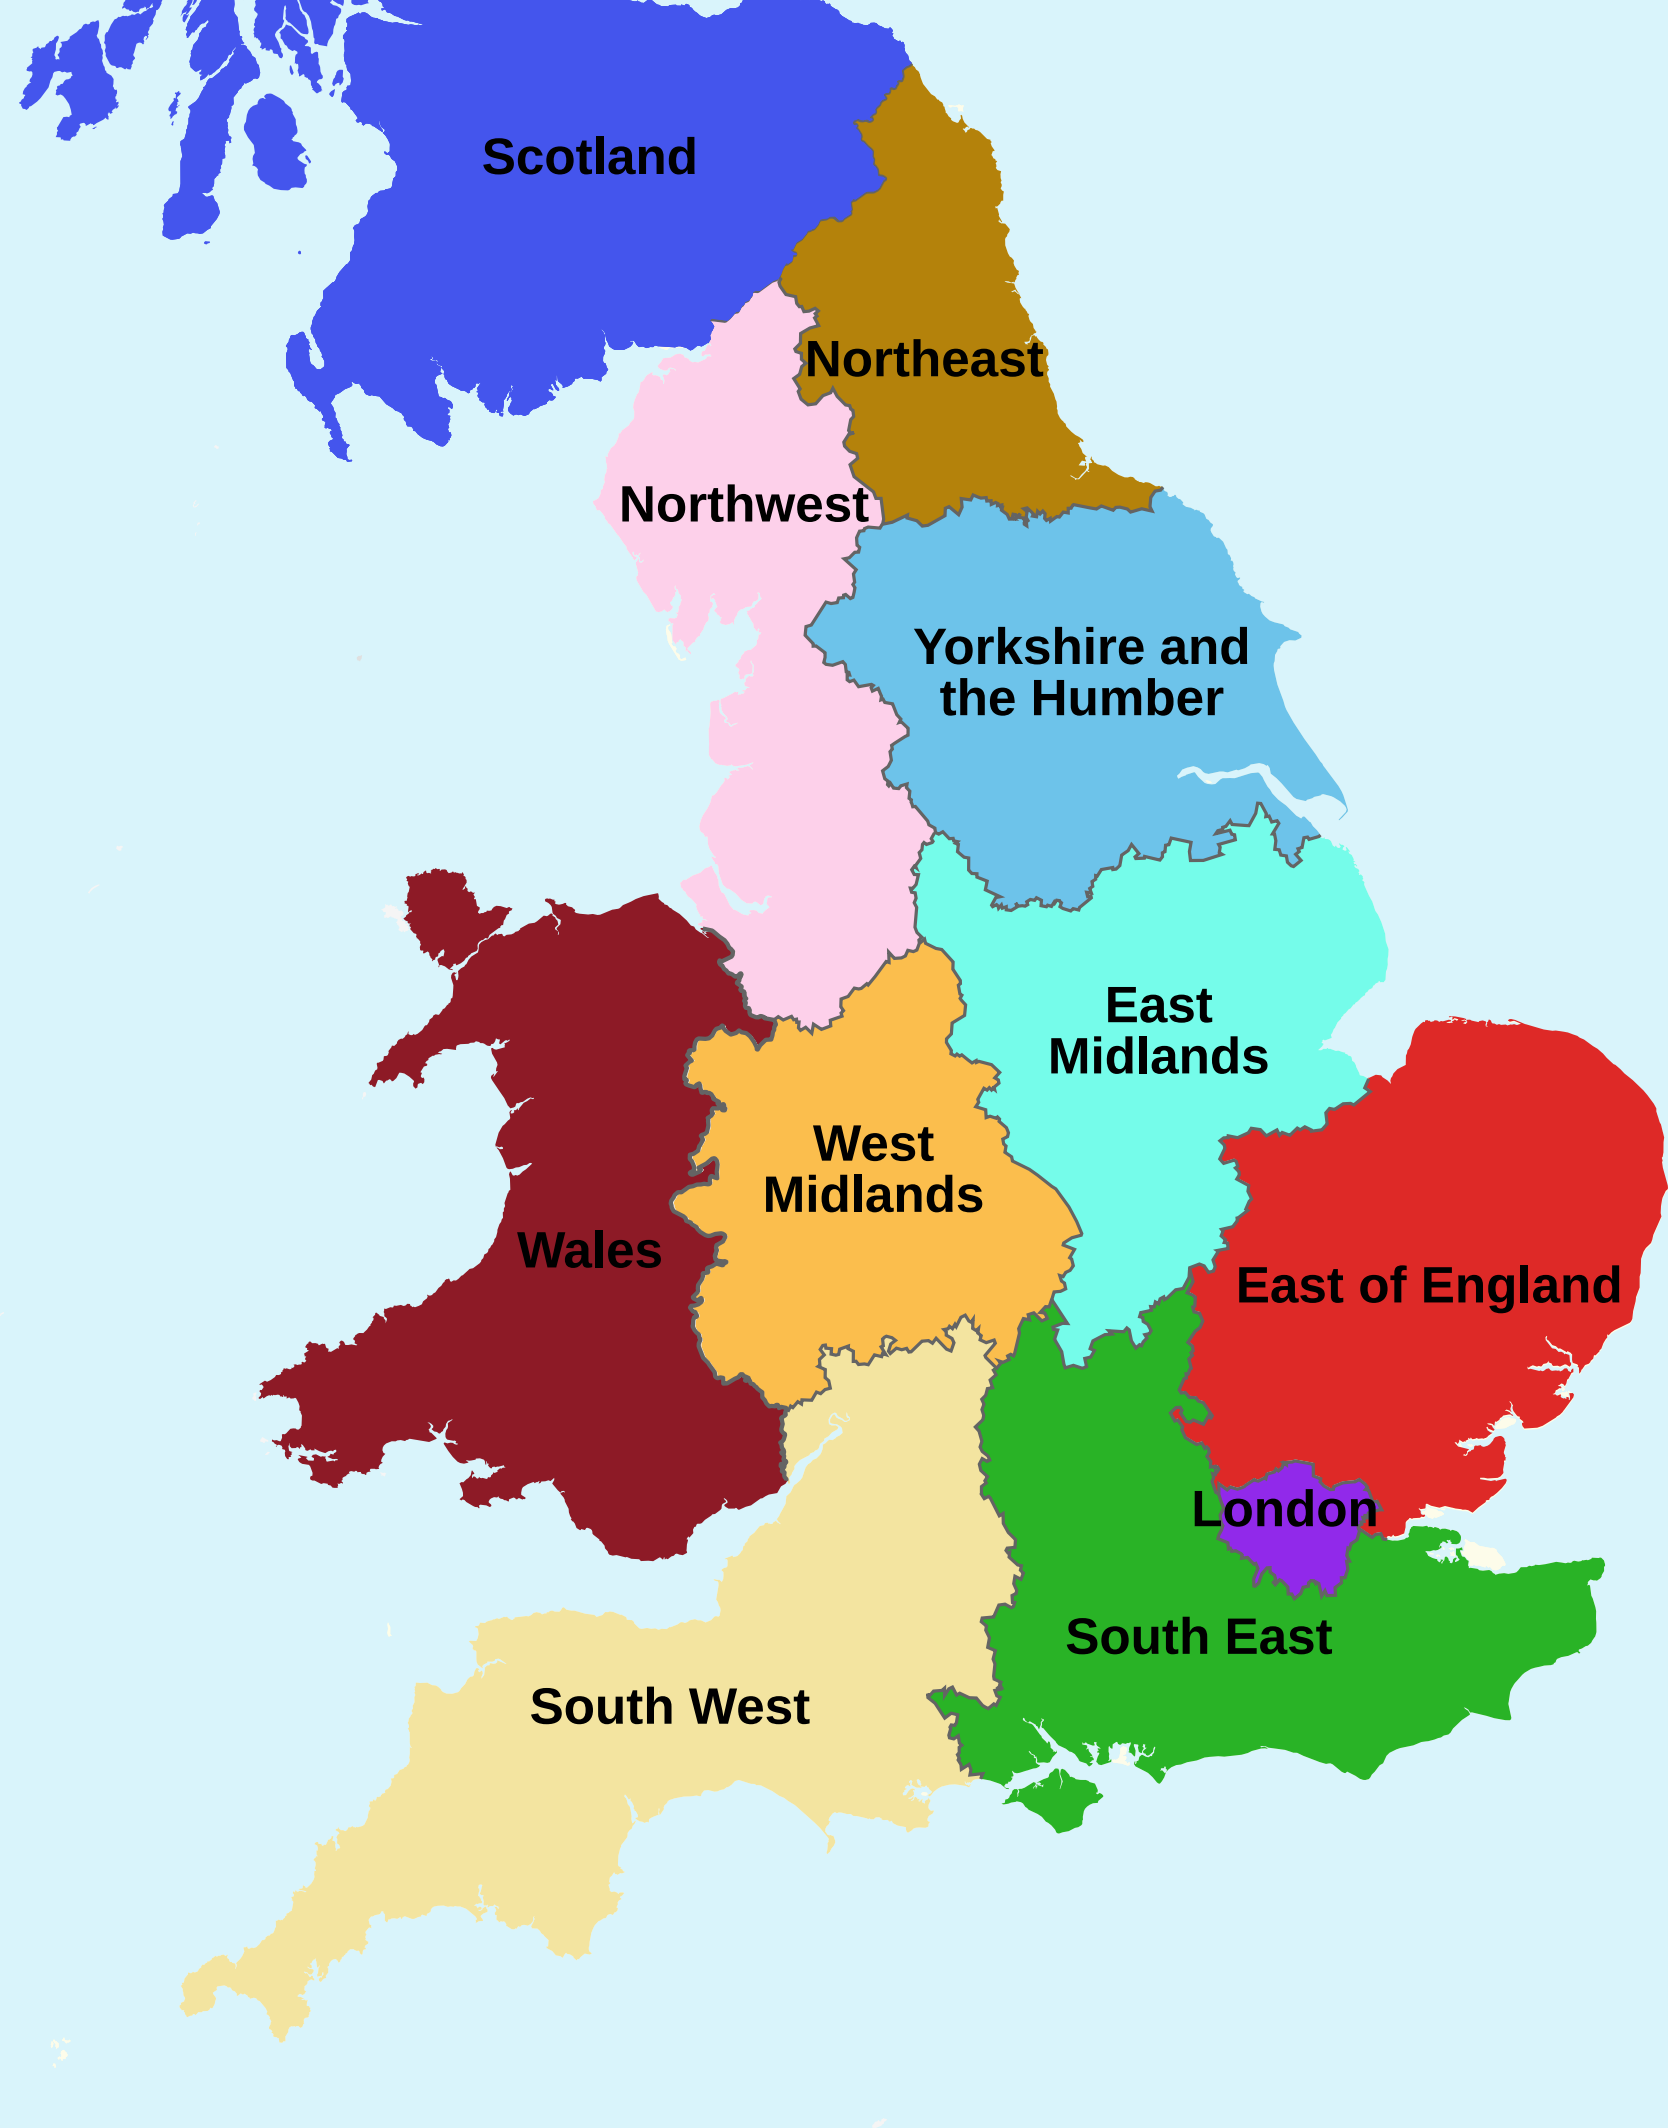 Scotland
Northeast
Northwest
Yorkshire and
the Humber
East
Midlands
West
Midlands
Wales
East of England
London
South East
South West